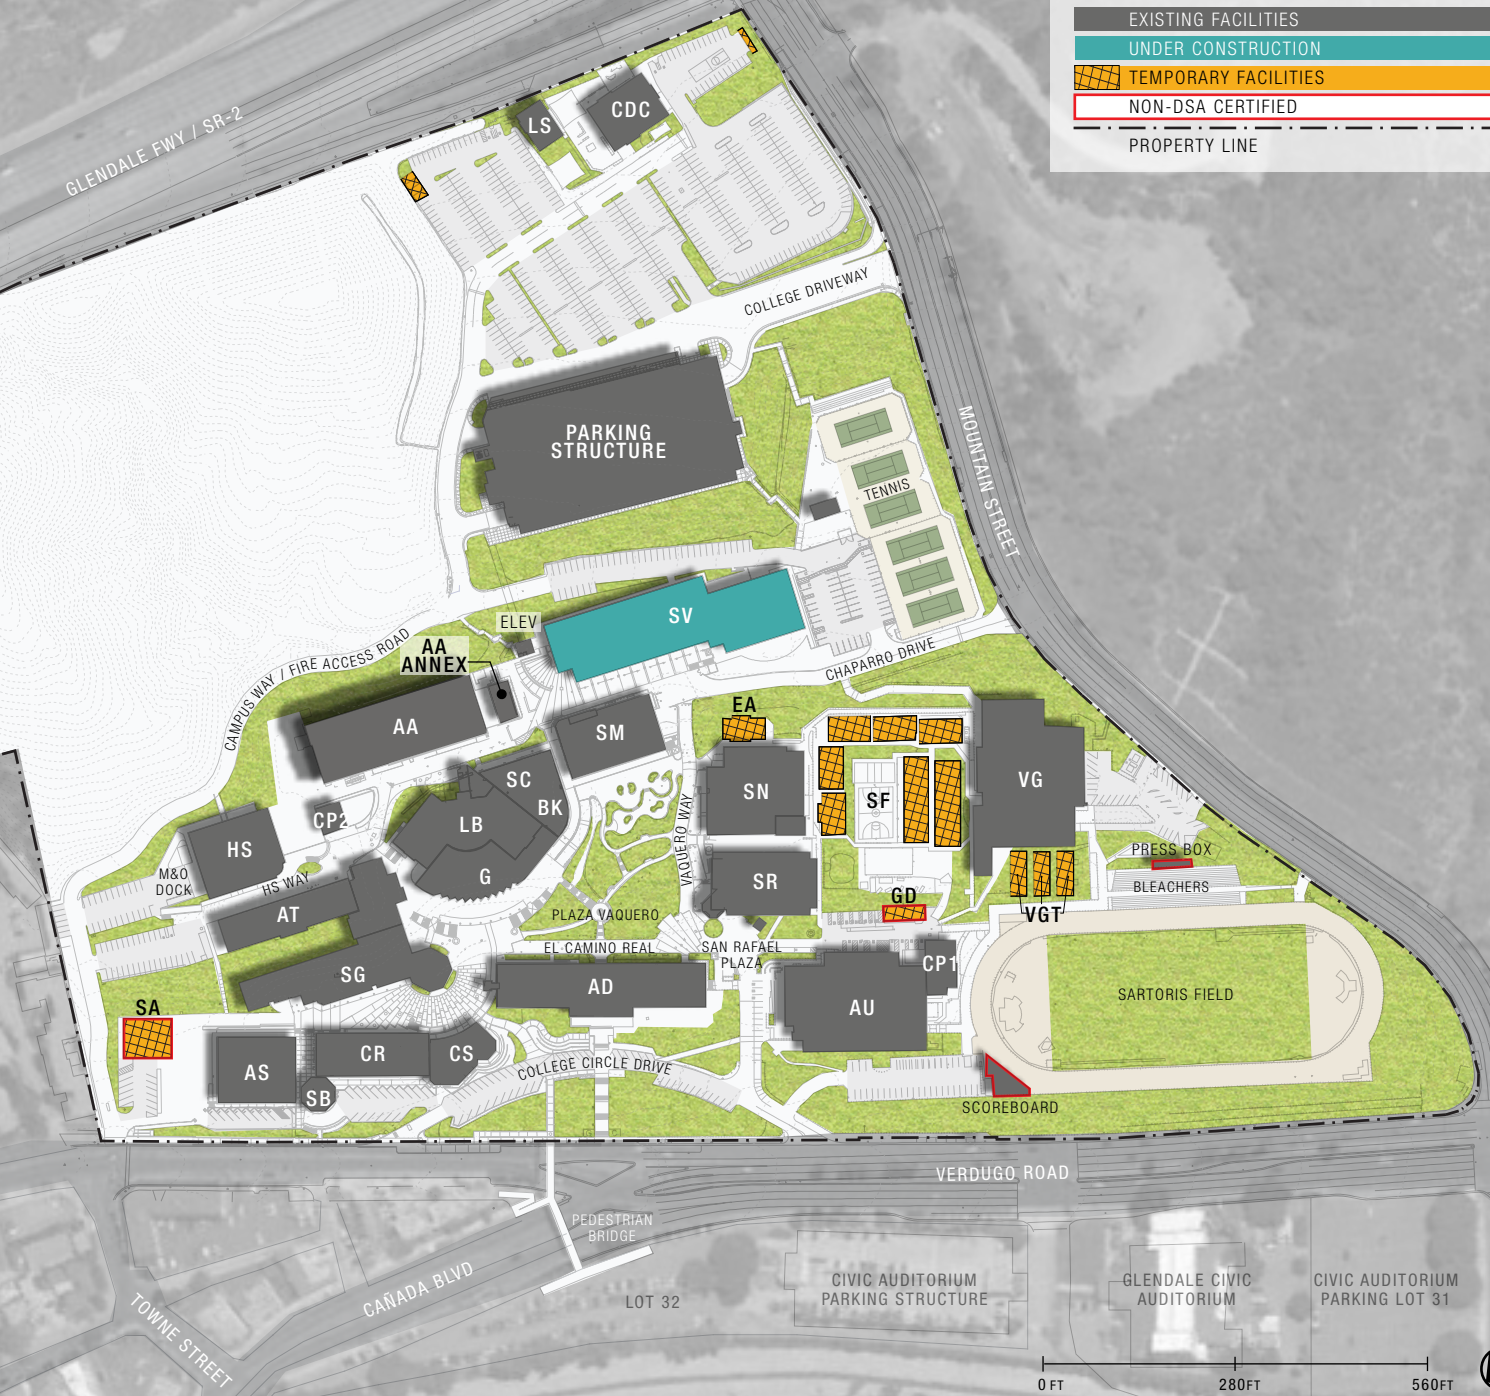 EXISTING FACILITIES
UNDER CONSTRUCTION
TEMPORARY FACILITIES
NON-DSA CERTIFIED
PROPERTY LINE
GLENDALE FWY / SR-2
LS
CDC
COLLEGE DRIVEWAY
PARKING
STRUCTURE
MOUNTAIN STREET
TENNIS
SV
ELEV
AA
ANNEX
CAMPUS WAY / FIRE ACCESS ROAD
CHAPARRO DRIVE
EA
AA
SM
SC
BK
SN
SF
VG
CP2
LB
HS
VAQUERO WAY
PRESS BOX
M&O
DOCK
HS WAY
G
SR
BLEACHERS
GD
AT
PLAZA VAQUERO
VGT
EL CAMINO REAL
SAN RAFAEL
PLAZA
CP1
SG
AD
SARTORIS FIELD
SA
AU
CR
CS
AS
COLLEGE CIRCLE DRIVE
SB
SCOREBOARD
VERDUGO ROAD
PEDESTRIAN
BRIDGE
CAÑADA BLVD
TOWNE STREET
LOT 32
CIVIC AUDITORIUM
PARKING STRUCTURE
GLENDALE CIVIC
AUDITORIUM
CIVIC AUDITORIUM
PARKING LOT 31
0 FT
280FT
560FT